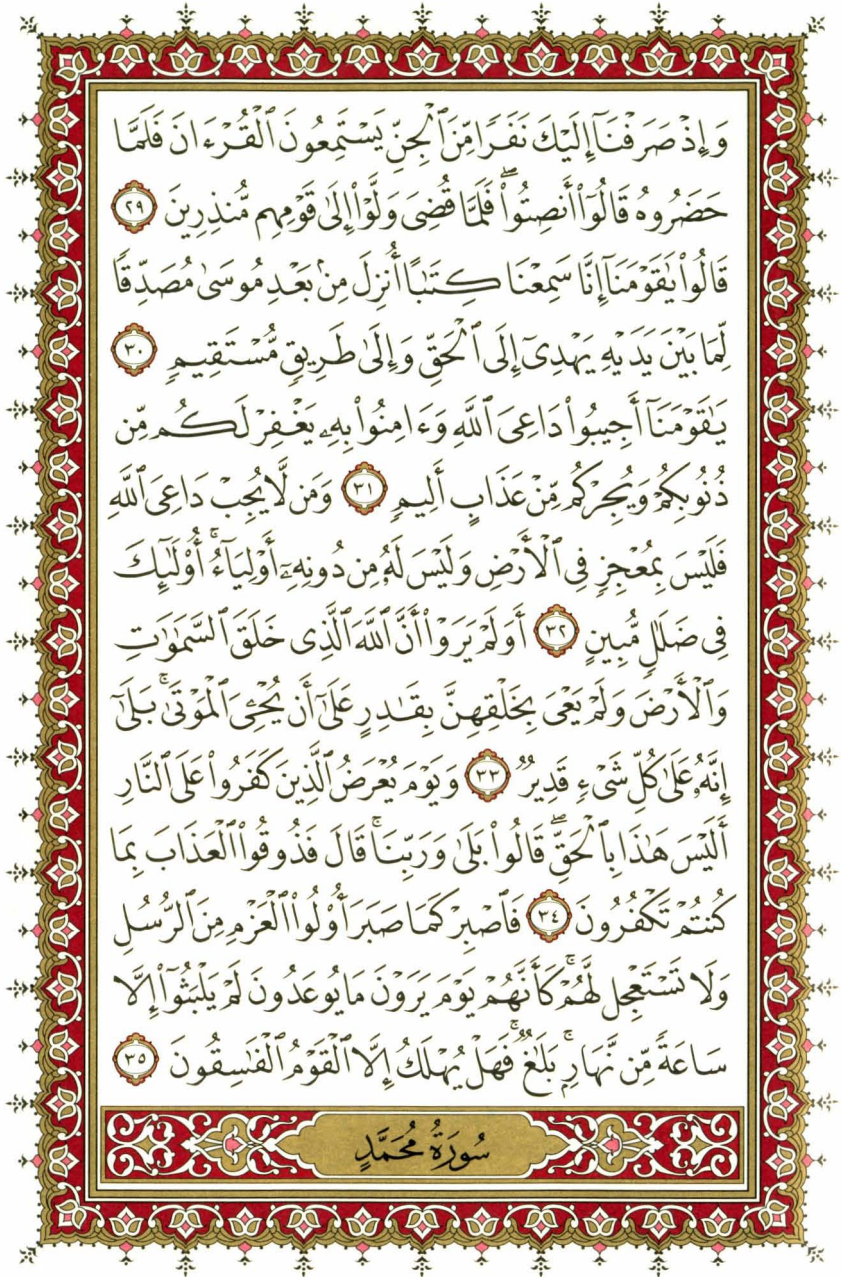 وَإِذْ صَرَفْنَآ إِلَيْكَ نَفَرًا مِّنَ ٱلْجِنِّ يَسْتَمِعُونَ ٱلْقُرْءَانَ فَلَمَّا
حَضَرُوهُ قَالُوٓا۟ أَنصِتُوا۟ ۖ فَلَمَّا قُضِىَ وَلَّوْا۟ إِلَىٰ قَوْمِهِم مُّنذِرِينَ ٢٩
قَالُوا۟ يَٰقَوْمَنَآ إِنَّا سَمِعْنَا كِتَٰبًا أُنزِلَ مِنۢ بَعْدِ مُوسَىٰ مُصَدِّقًا
لِّمَا بَيْنَ يَدَيْهِ يَهْدِىٓ إِلَى ٱلْحَقِّ وَإِلَىٰ طَرِيقٍ مُّسْتَقِيمٍ ٣٠
يَٰقَوْمَنَآ أَجِيبُوا۟ دَاعِىَ ٱللَّهِ وَءَامِنُوا۟ بِهِۦ يَغْفِرْ لَكُم مِّن
ذُنُوبِكُمْ وَيُجِرْكُم مِّنْ عَذَابٍ أَلِيمٍ ٣١ وَمَن لَّا يُجِبْ دَاعِىَ ٱللَّهِ
فَلَيْسَ بِمُعْجِزٍ فِى ٱلْأَرْضِ وَلَيْسَ لَهُۥ مِن دُونِهِۦٓ أَوْلِيَآءُ ۚ أُو۟لَٰٓئِكَ
فِى ضَلَٰلٍ مُّبِينٍ ٣٢ أَوَلَمْ يَرَوْا۟ أَنَّ ٱللَّهَ ٱلَّذِى خَلَقَ ٱلسَّمَٰوَٰتِ
وَٱلْأَرْضَ وَلَمْ يَعْىَ بِخَلْقِهِنَّ بِقَٰدِرٍ عَلَىٰٓ أَن يُحْـِۧىَ ٱلْمَوْتَىٰ ۚ بَلَىٰٓ
إِنَّهُۥ عَلَىٰ كُلِّ شَىْءٍ قَدِيرٌ ٣٣ وَيَوْمَ يُعْرَضُ ٱلَّذِينَ كَفَرُوا۟ عَلَى ٱلنَّارِ
أَلَيْسَ هَٰذَا بِٱلْحَقِّ ۖ قَالُوا۟ بَلَىٰ وَرَبِّنَا ۚ قَالَ فَذُوقُوا۟ ٱلْعَذَابَ بِمَا
كُنتُمْ تَكْفُرُونَ ٣٤ فَٱصْبِرْ كَمَا صَبَرَ أُو۟لُوا۟ ٱلْعَزْمِ مِنَ ٱلرُّسُلِ
وَلَا تَسْتَعْجِل لَّهُمْ ۚ كَأَنَّهُمْ يَوْمَ يَرَوْنَ مَا يُوعَدُونَ لَمْ يَلْبَثُوٓا۟ إِلَّا
سَاعَةً مِّن نَّهَارٍۭ ۚ بَلَٰغٌ ۚ فَهَلْ يُهْلَكُ إِلَّا ٱلْقَوْمُ ٱلْفَٰسِقُونَ ٣٥
سُورَةُ مُحَمَّدٍ